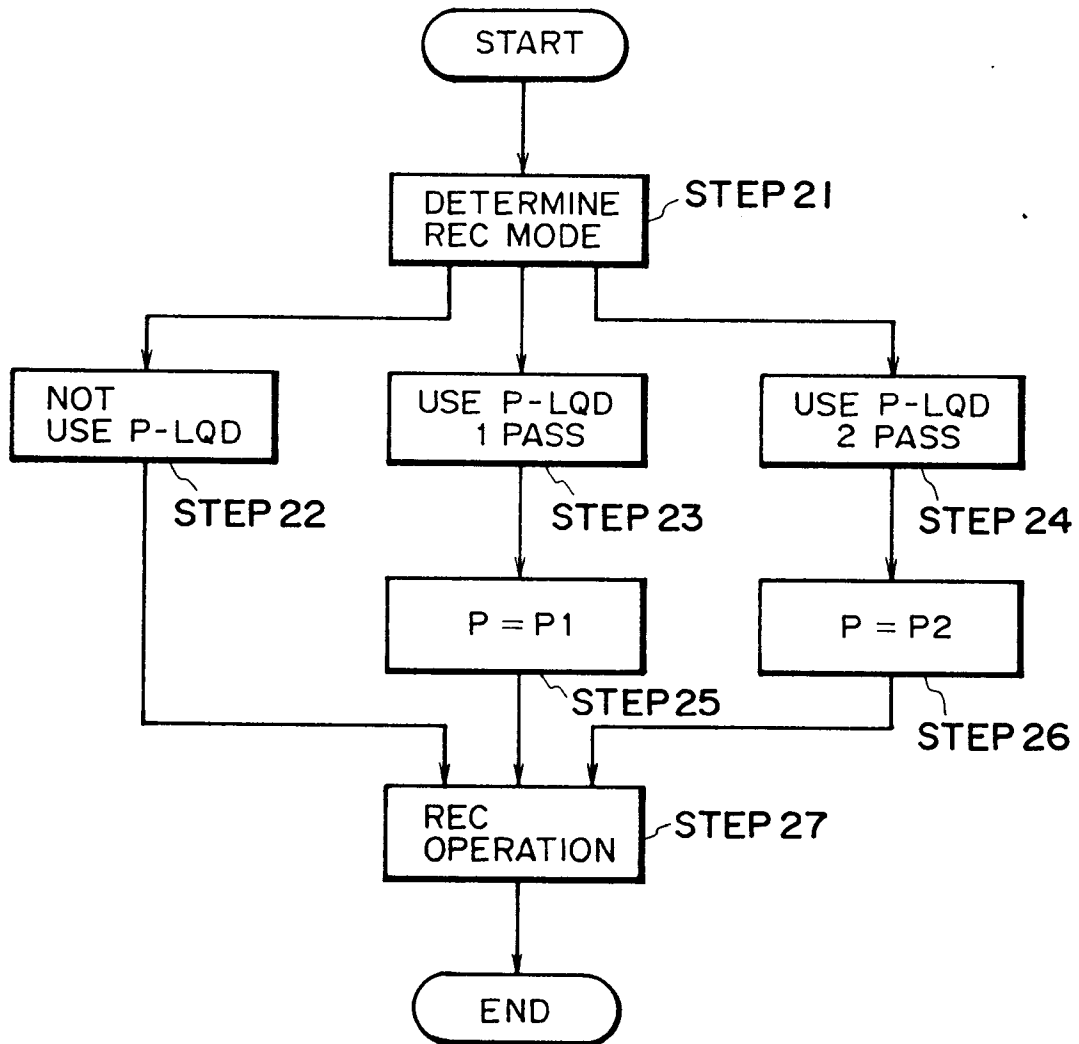 START
DETERMINE
REC MODE
STEP 21
NOT
USE P-LQD
STEP 22
USE P-LQD
1 PASS
STEP 23
USE P-LQD
2 PASS
STEP 24
P = P1
STEP 25
P = P2
STEP 26
REC
OPERATION
STEP 27
END